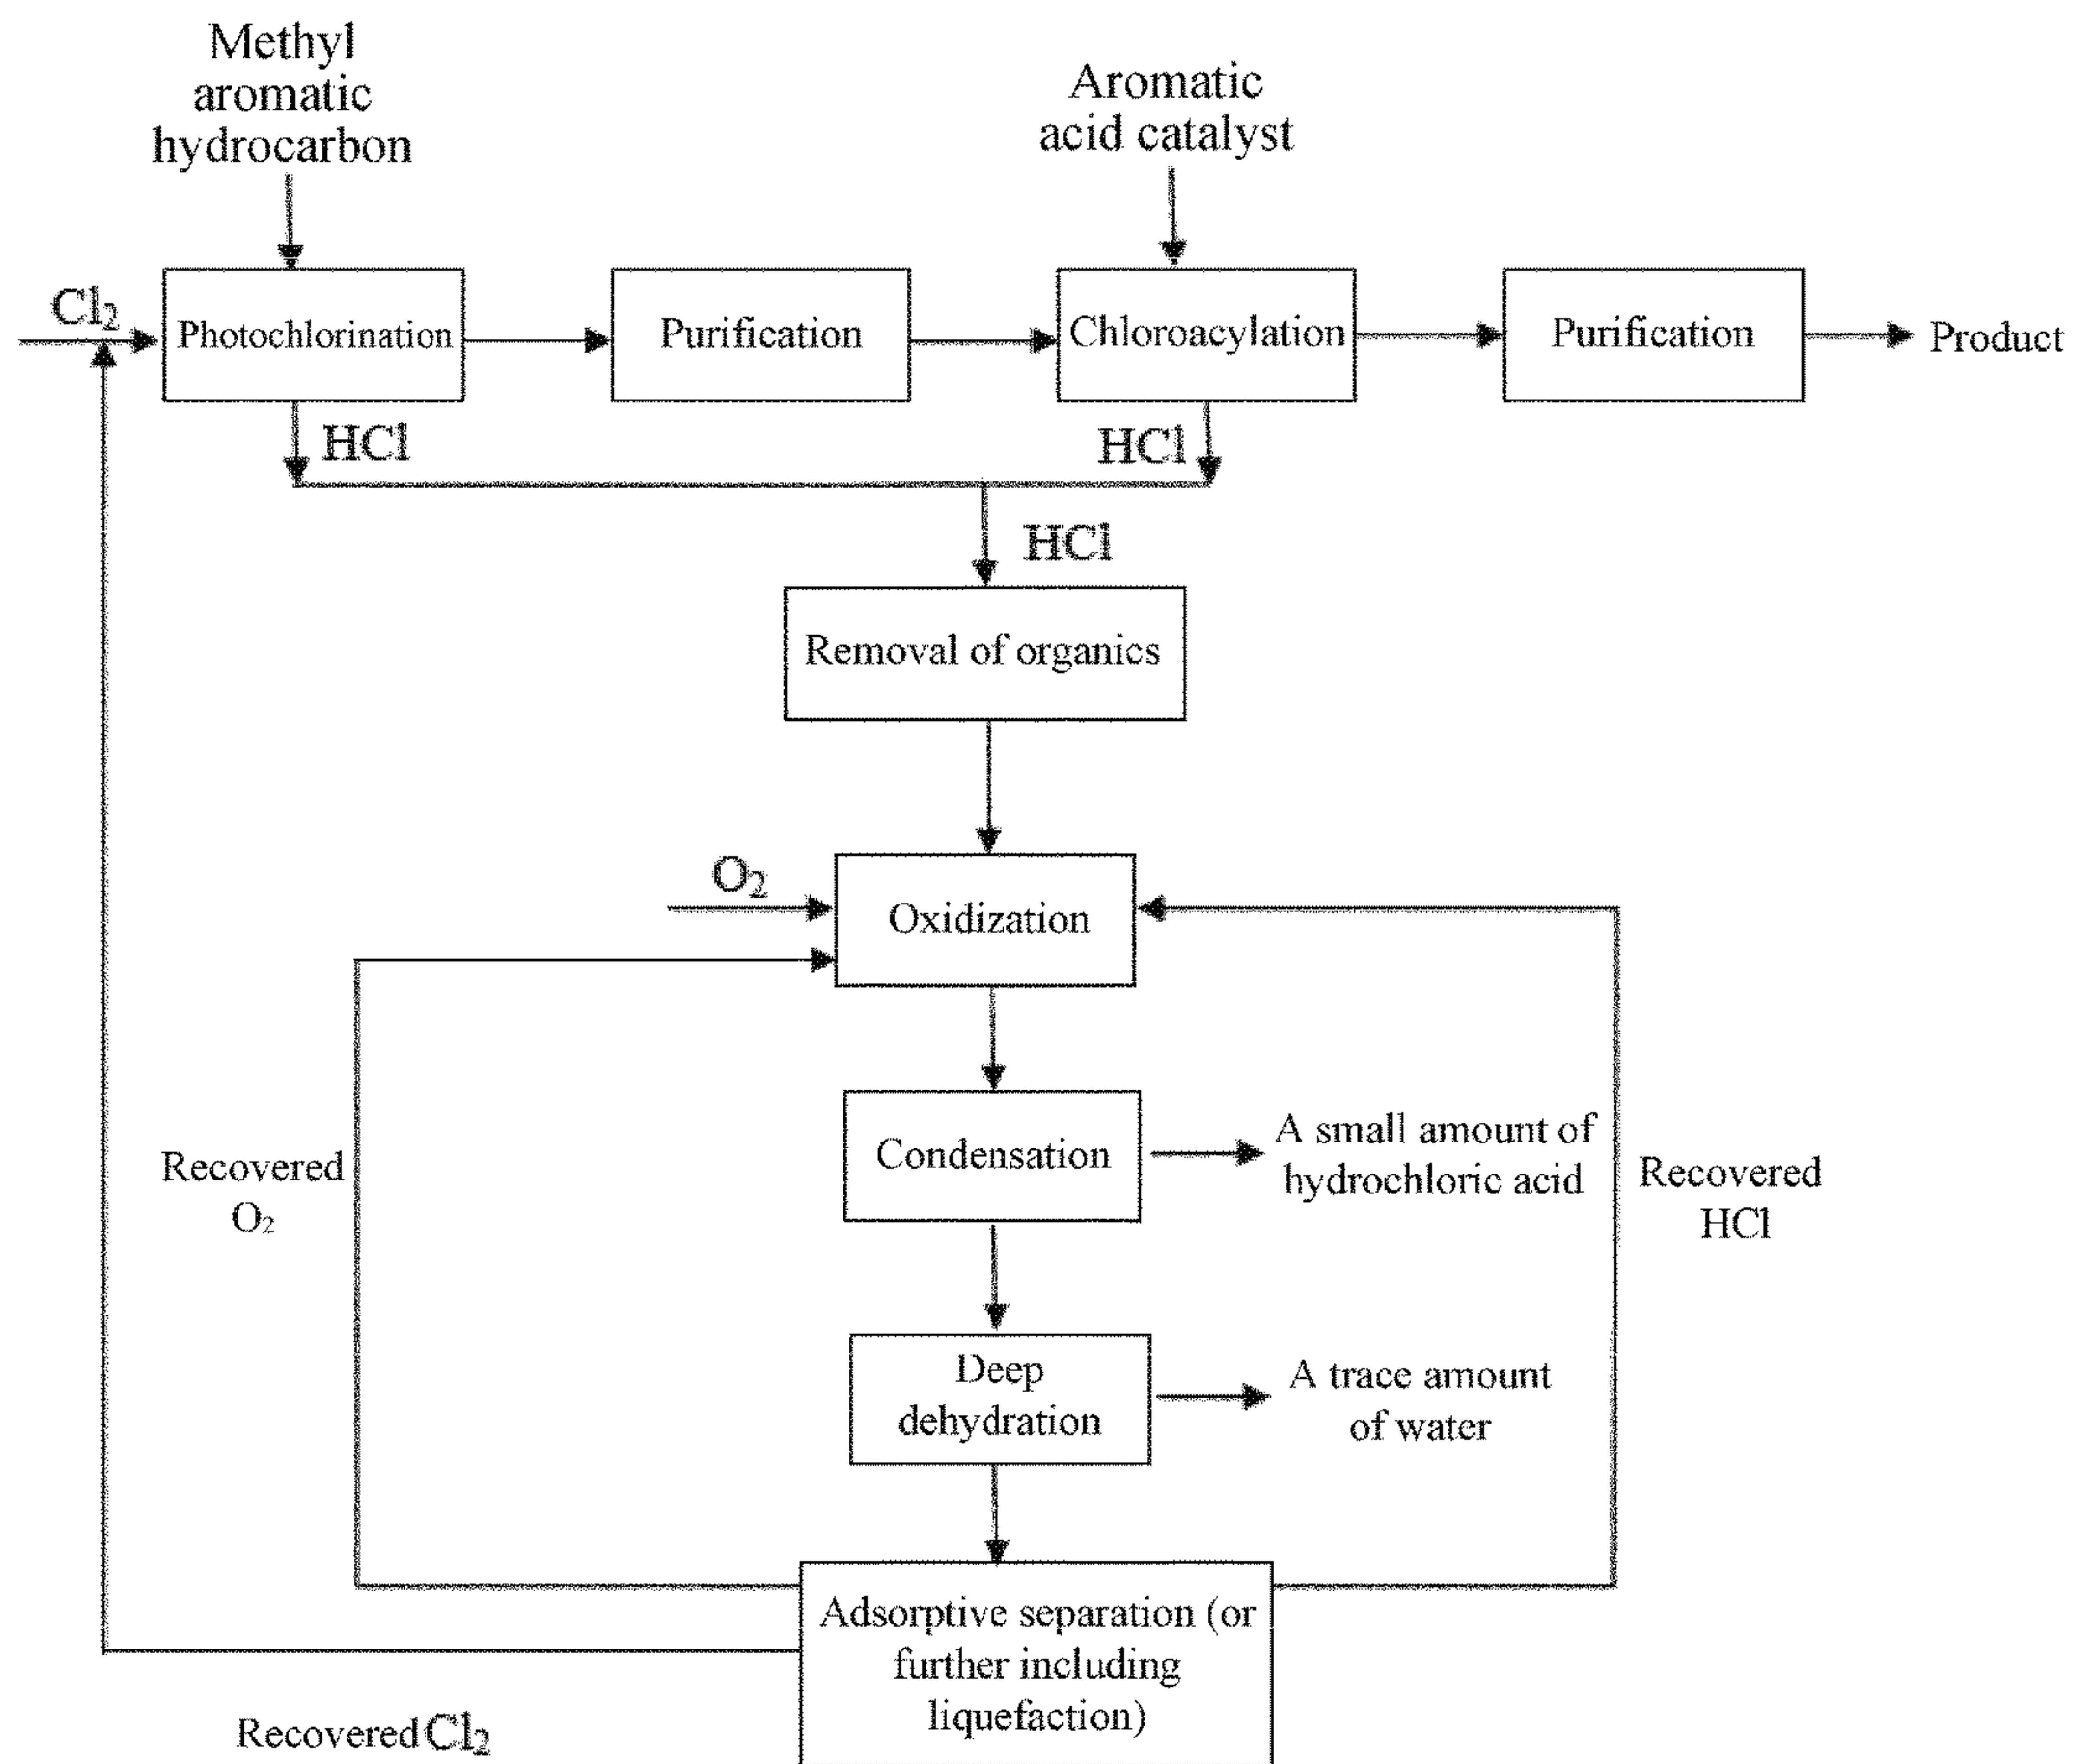 Methyl
aromatic
hydrocarbon
Aromatic
acid catalyst
Cl₂
Photochlorination
Purification
Chloroacylation
Purification
Product
HCl
HCl
HCl
Removal of organics
O₂
Oxidization
Condensation
A small amount of
hydrochloric acid
Recovered
O₂
Recovered
HCl
Deep
dehydration
A trace amount
of water
Adsorptive separation (or
further including
liquefaction)
Recovered Cl₂